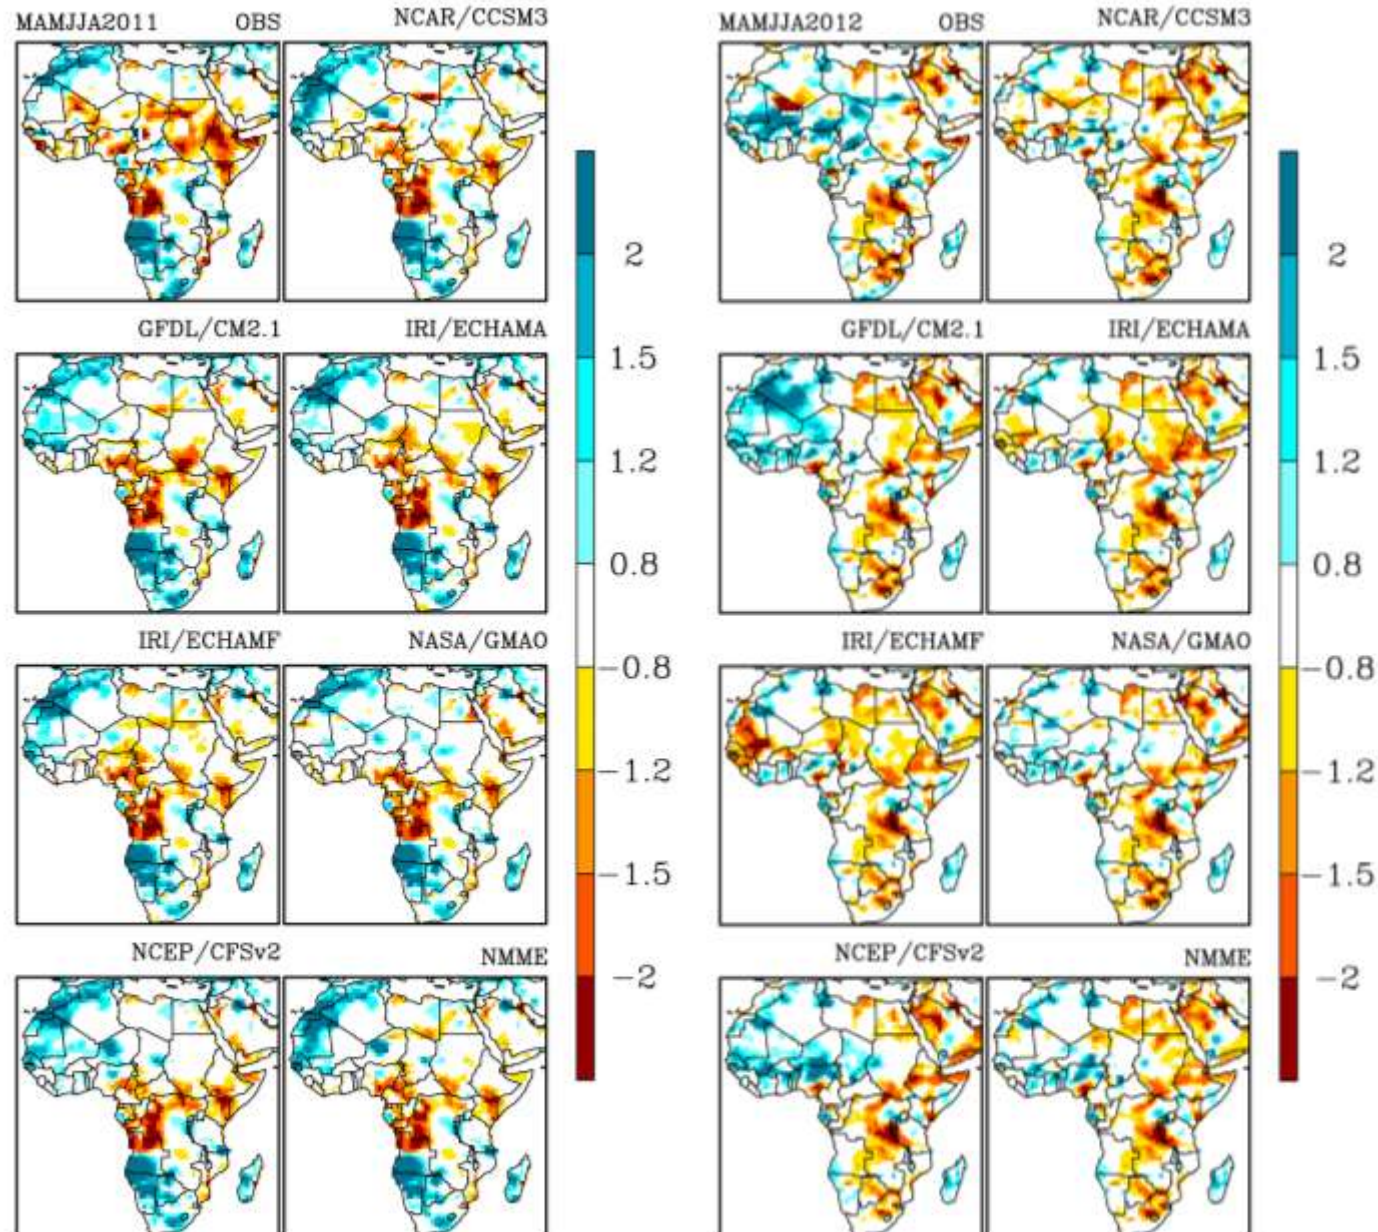 MAMJJA2011 OBS NCAR/CCSM3
GFDL/CM2.1 IRI/ECHAMA
IRI/ECHAMF NASA/GMAO
NCEP/CFSv2 NMME
2
1.5
1.2
0.8
-0.8
-1.2
-1.5
-2
MAMJJA2012 OBS NCAR/CCSM3
GFDL/CM2.1 IRI/ECHAMA
IRI/ECHAMF NASA/GMAO
NCEP/CFSv2 NMME
2
1.5
1.2
0.8
-0.8
-1.2
-1.5
-2